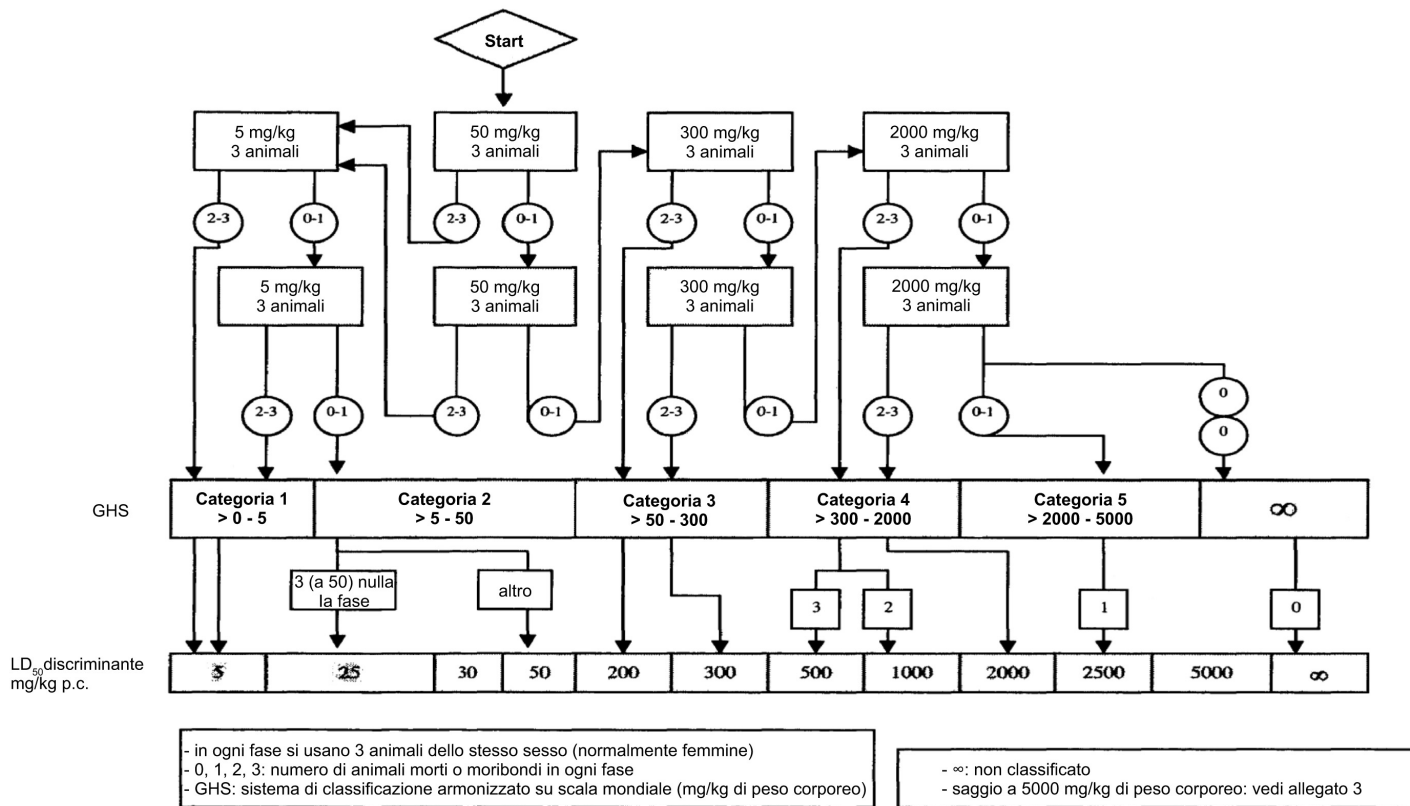 Start
5 mg/kg
3 animali
50 mg/kg
3 animali
300 mg/kg
3 animali
2000 mg/kg
3 animali
2-3
0-1
2-3
0-1
2-3
0-1
2-3
0-1
5 mg/kg
3 animali
50 mg/kg
3 animali
300 mg/kg
3 animali
2000 mg/kg
3 animali
2-3
0-1
2-3
0-1
2-3
0-1
2-3
0-1
0
0
GHS
Categoria 1
> 0 - 5
Categoria 2
> 5 - 50
Categoria 3
> 50 - 300
Categoria 4
> 300 - 2000
Categoria 5
> 2000 - 5000
∞
3 (a 50) nulla
la fase
altro
3
2
1
0
LD50discriminante
mg/kg p.c.
5
25
30
50
200
300
500
1000
2000
2500
5000
∞
- in ogni fase si usano 3 animali dello stesso sesso (normalmente femmine)
- 0, 1, 2, 3: numero di animali morti o moribondi in ogni fase
- GHS: sistema di classificazione armonizzato su scala mondiale (mg/kg di peso corporeo)
- ∞: non classificato
- saggio a 5000 mg/kg di peso corporeo: vedi allegato 3